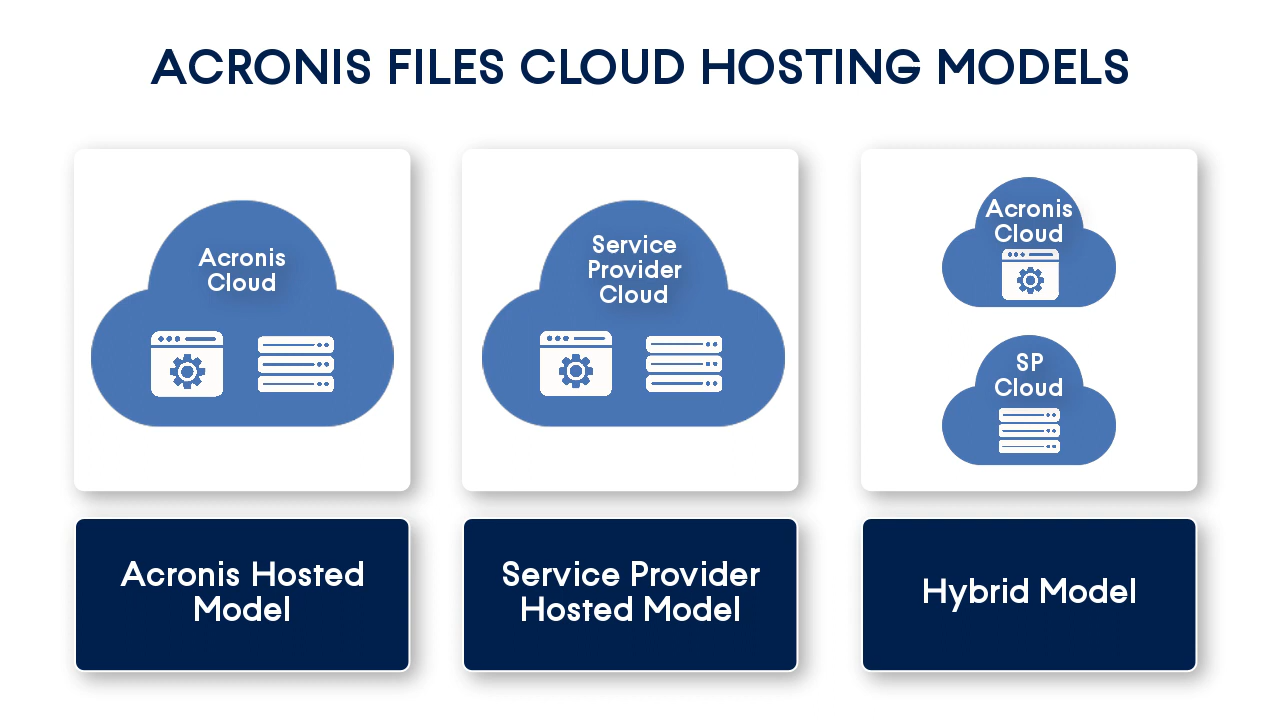 ACRONIS FILES CLOUD HOSTING MODELS
Acronis
Cloud
Service
Provider
Cloud
Acronis
Cloud
SP
Cloud
Acronis Hosted
Model
Service Provider
Hosted Model
Hybrid Model